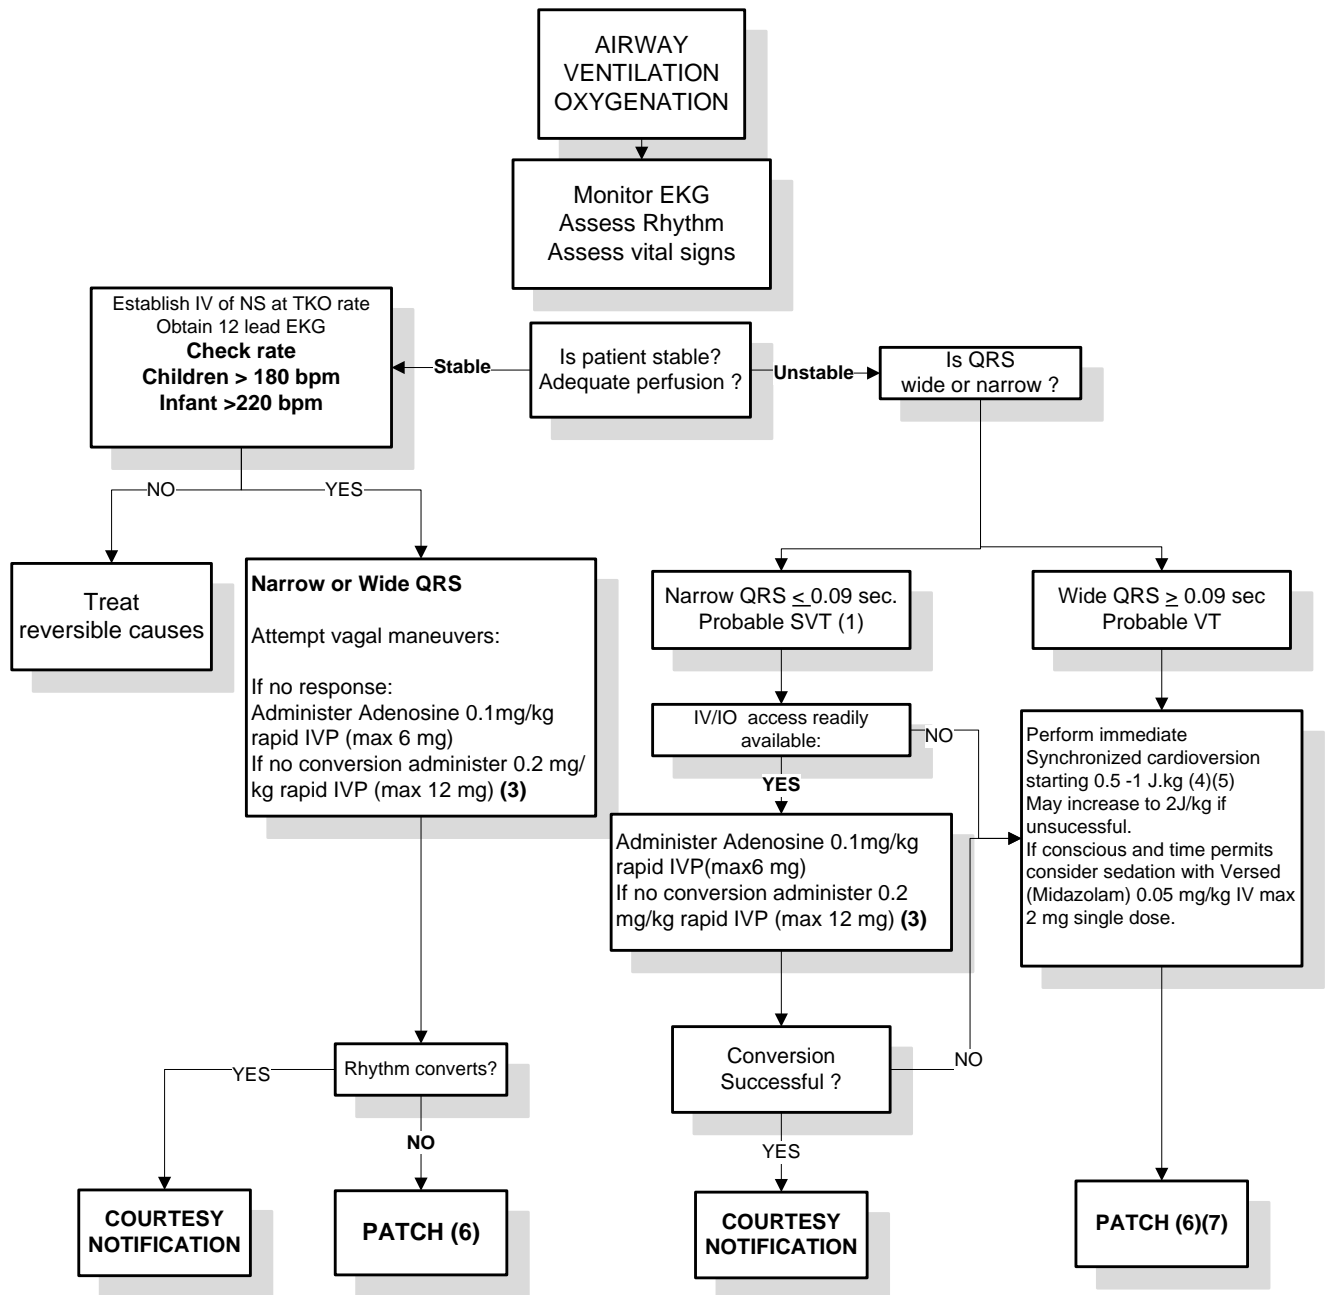 AIRWAY
VENTILATION
OXYGENATION
Monitor EKG
Assess Rhythm
Assess vital signs
Establish IV of NS at TKO rate
Obtain 12 lead EKG
Check rate
Children > 180 bpm
Infant >220 bpm
Stable
Is patient stable?
Adequate perfusion ?
Unstable
Is QRS
wide or narrow ?
NO
YES
Treat
reversible causes
Narrow or Wide QRS
Attempt vagal maneuvers:
If no response:
Administer Adenosine 0.1mg/kg
rapid IVP (max 6 mg)
If no conversion administer 0.2 mg/
kg rapid IVP (max 12 mg) (3)
Narrow QRS ≤ 0.09 sec.
Probable SVT (1)
Wide QRS ≥ 0.09 sec
Probable VT
IV/IO access readily
available:
NO
YES
Administer Adenosine 0.1mg/kg
rapid IVP(max6 mg)
If no conversion administer 0.2
mg/kg rapid IVP (max 12 mg) (3)
Perform immediate
Synchronized cardioversion
starting 0.5 -1 J.kg (4)(5)
May increase to 2J/kg if
unsucessful.
If conscious and time permits
consider sedation with Versed
(Midazolam) 0.05 mg/kg IV max
2 mg single dose.
Rhythm converts?
YES
NO
Conversion
Successful ?
NO
YES
COURTESY
NOTIFICATION
PATCH (6)
COURTESY
NOTIFICATION
PATCH (6)(7)